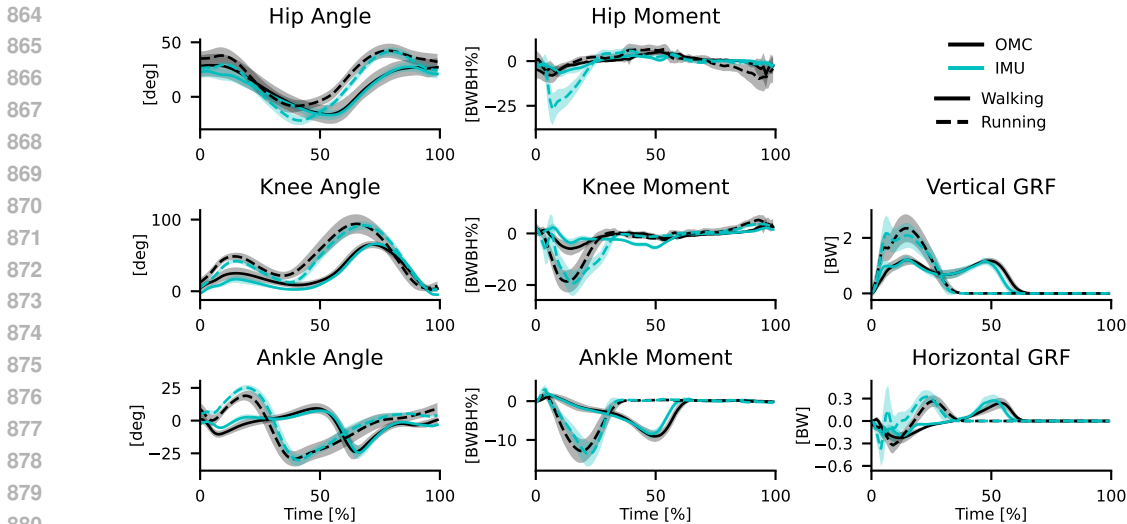 864
865
866
867
868
869
870
871
872
873
874
875
876
877
878
879
880
Hip Angle
[deg]
50
0
0 50 100
Hip Moment
[BWBH%]
0
−25
0 50 100
OMC
IMU
Walking
Running
Knee Angle
[deg]
100
0
0 50 100
Knee Moment
[BWBH%]
0
−20
0 50 100
Vertical GRF
[BW]
2
0
0 50 100
Ankle Angle
[deg]
25
0
−25
0 50 100
Time [%]
Ankle Moment
[BWBH%]
0
−10
0 50 100
Time [%]
Horizontal GRF
[BW]
0.3
0.0
−0.3
−0.6
0 50 100
Time [%]